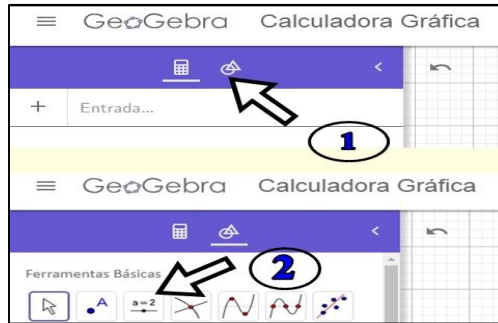 GeoGebra Calculadora Gráfica
+ Entrada...
1
GeoGebra Calculadora Gráfica
Ferramentas Básicas
2
A a=2